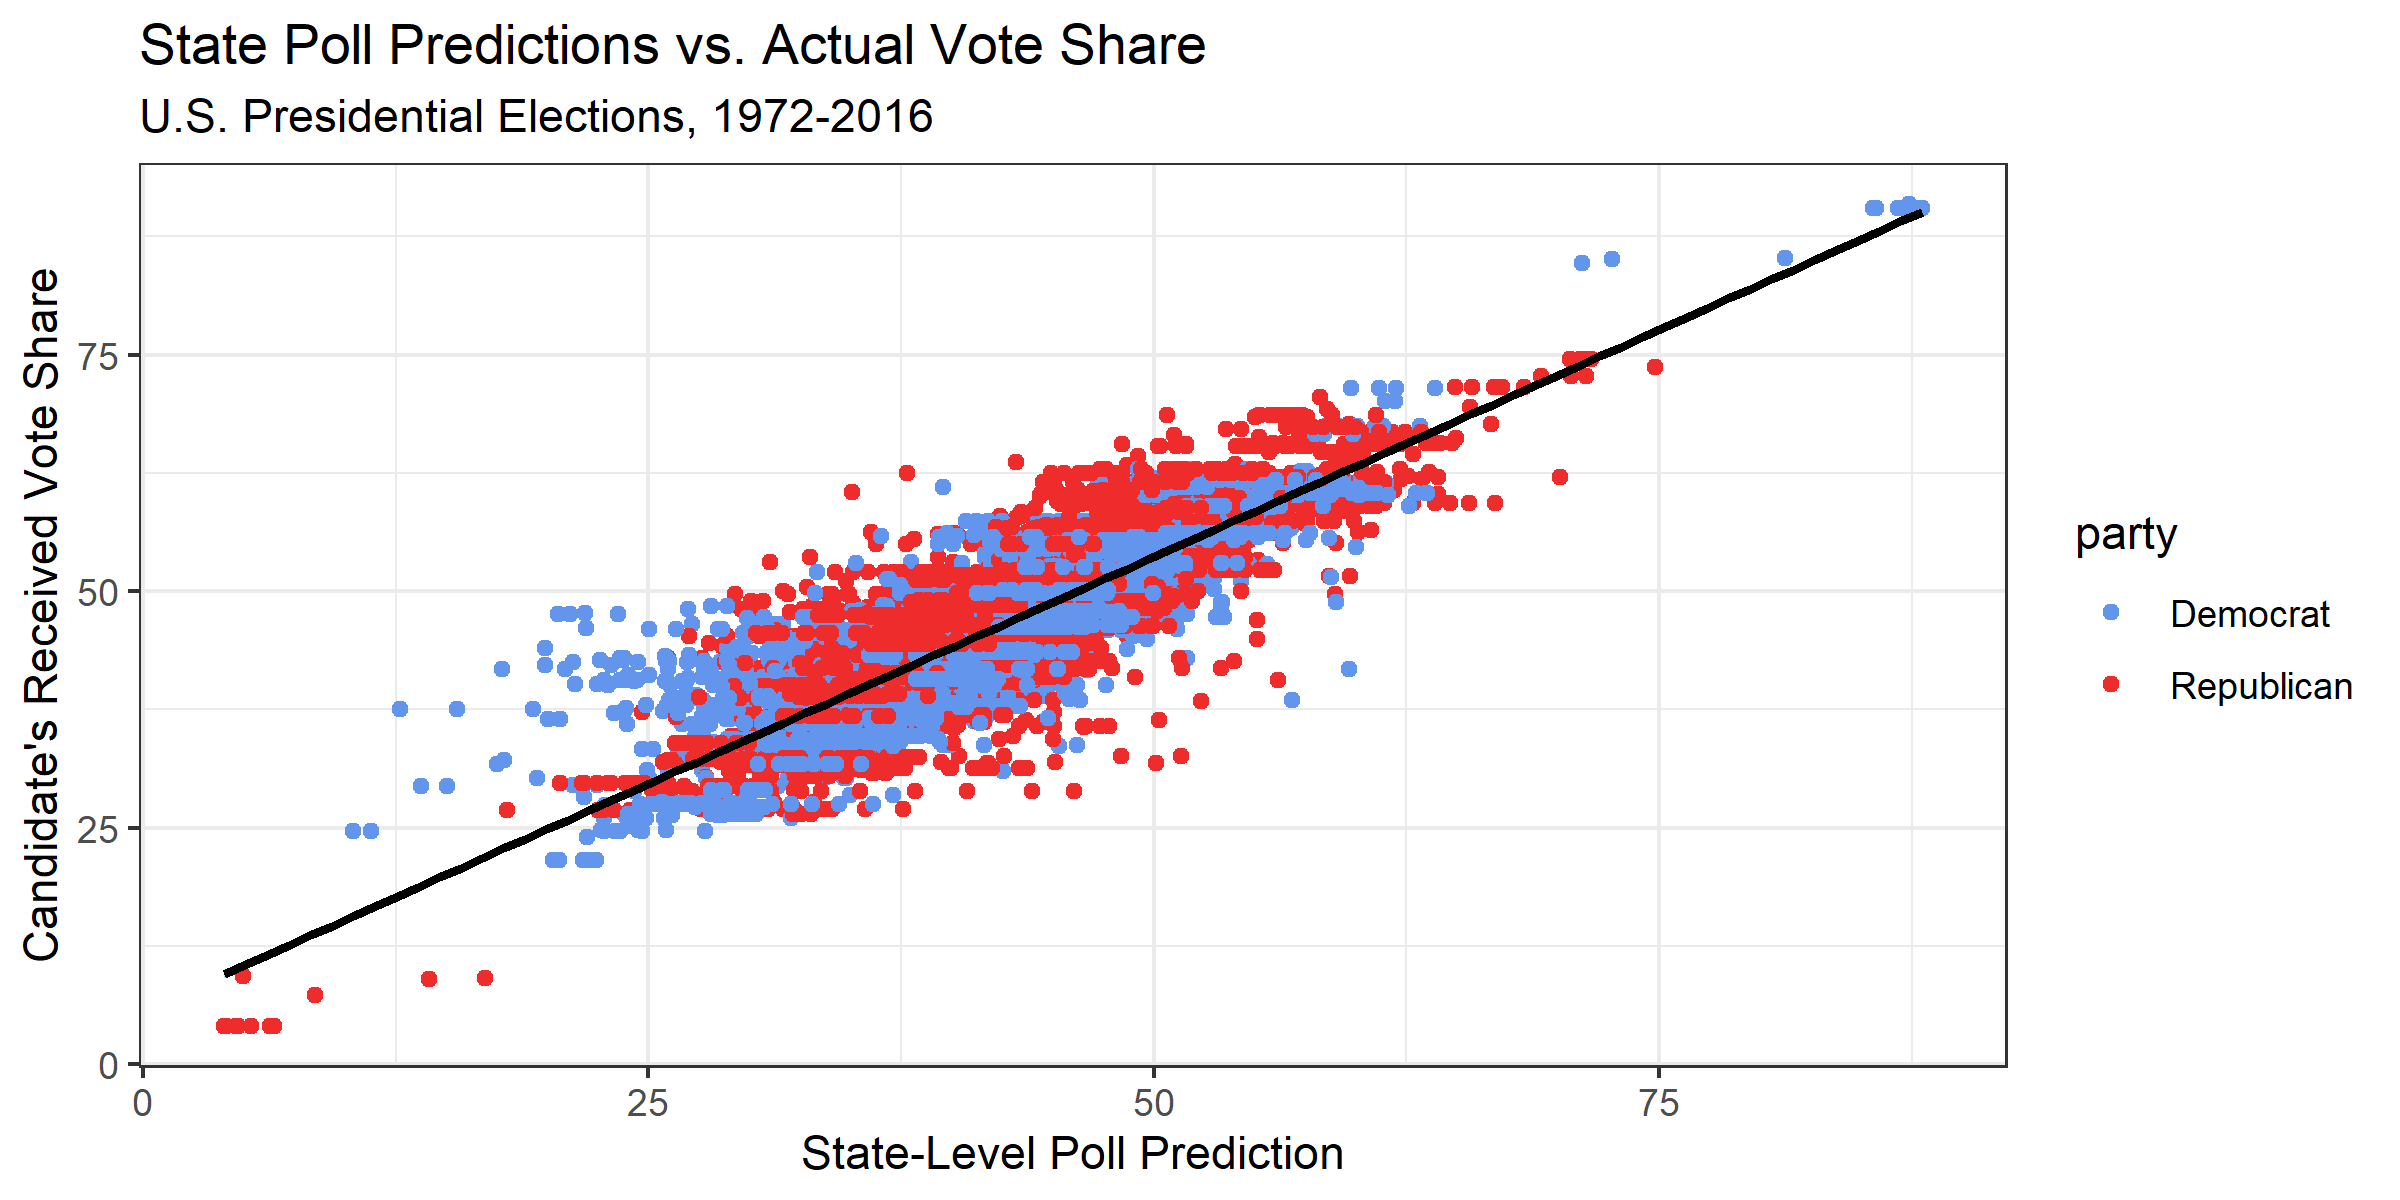 State Poll Predictions vs. Actual Vote Share
U.S. Presidential Elections, 1972-2016
Candidate's Received Vote Share
75
50
25
0
0 25 50 75
State-Level Poll Prediction
party
Democrat
Republican